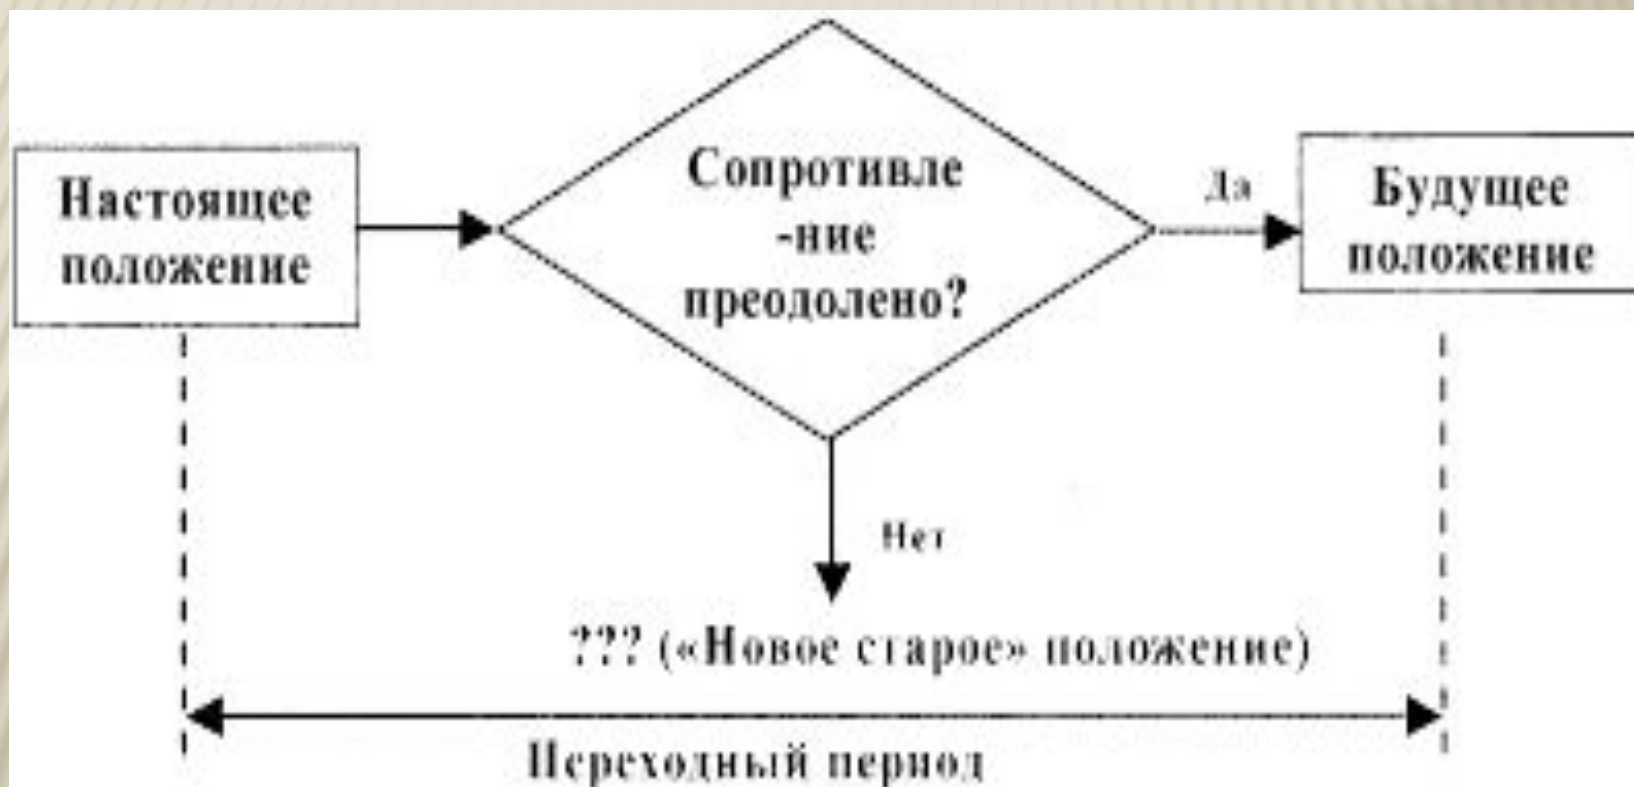 Настоящее
положение
Сопротивле
-ние
преодолено?
Да
Будущее
положение
Нет
??? («Новое старое» положение)
Переходный период